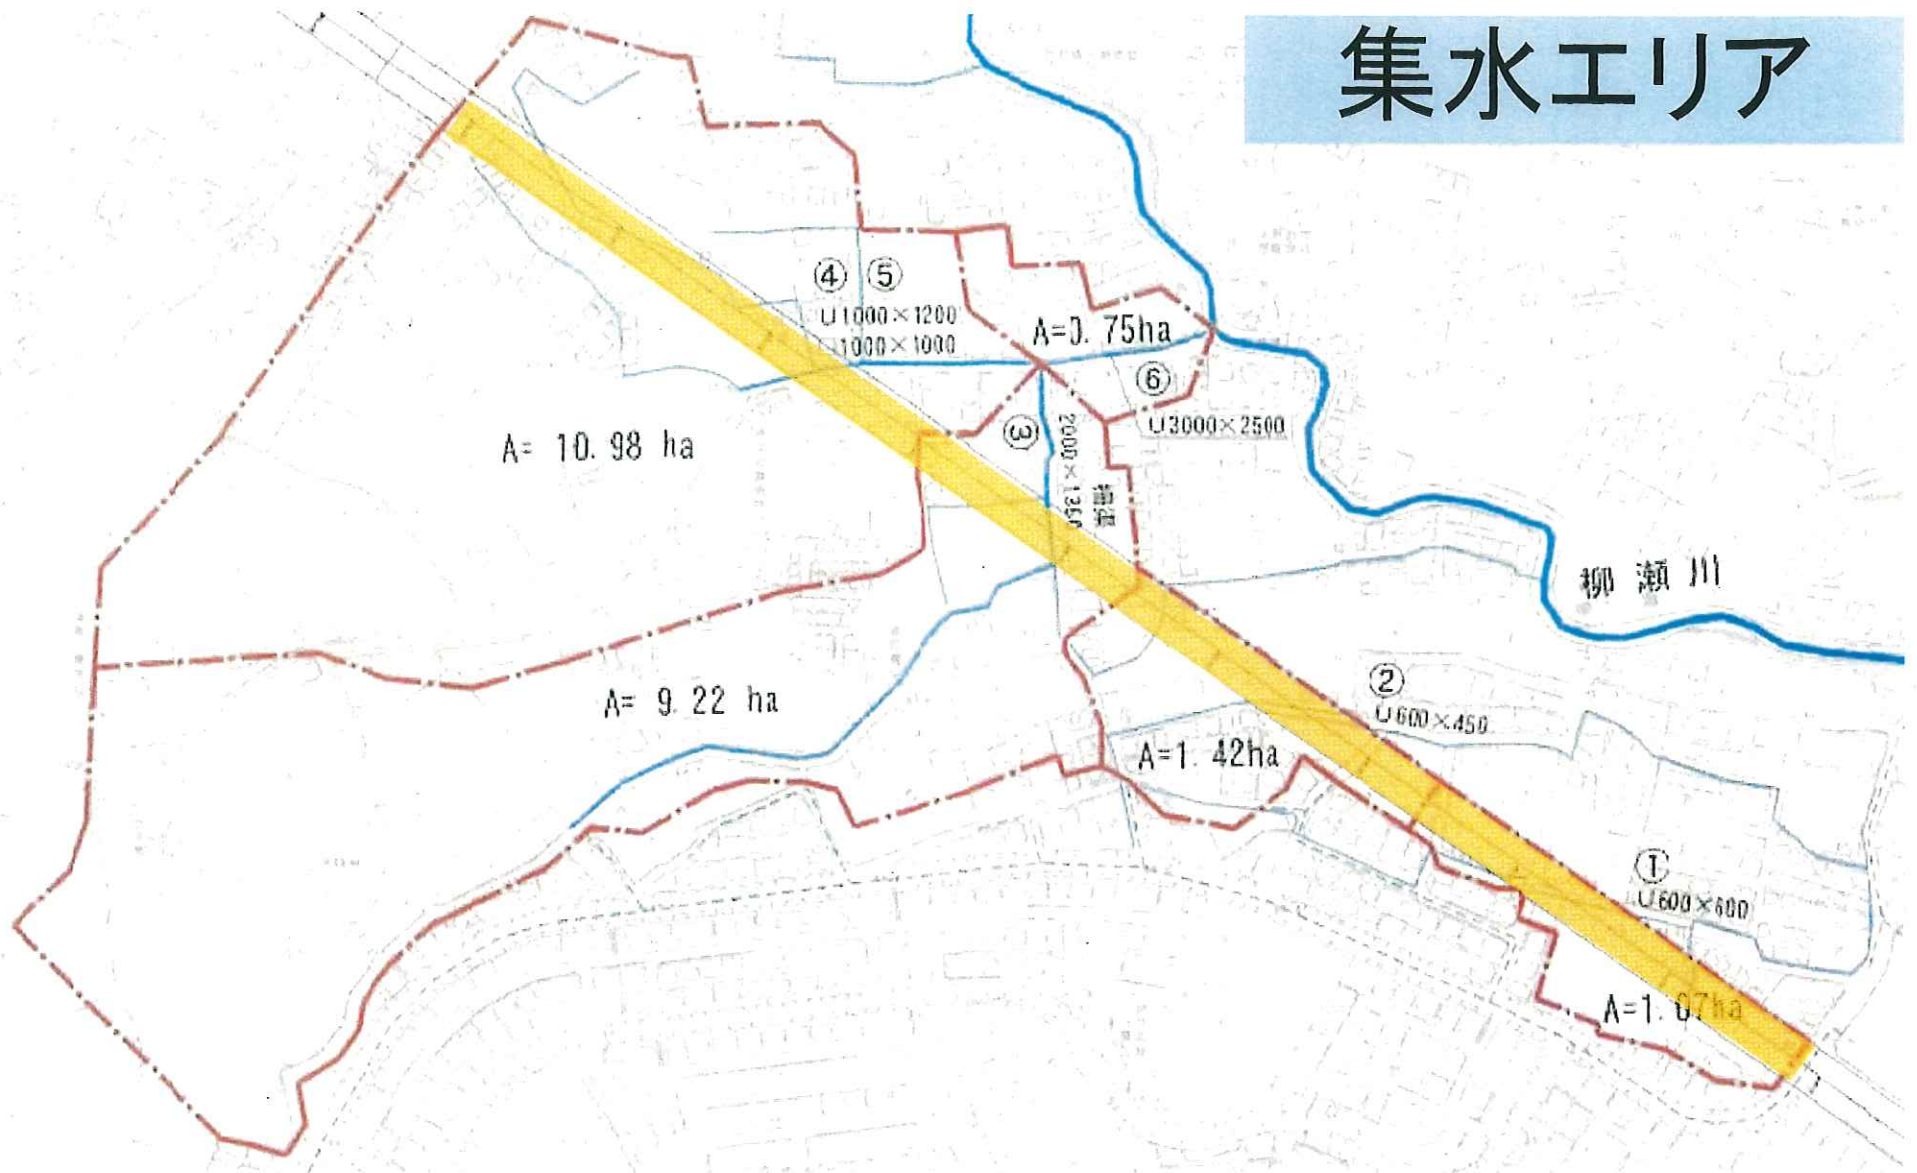 集水エリア
④ ⑤
U1000×1200
U1000×1000
A=0.75ha
⑥
U3000×2500
③
2000×1350
A= 10.98 ha
柳瀬川
A= 9.22 ha
②
U600×450
A=1.42ha
①
U600×600
A=1.07ha